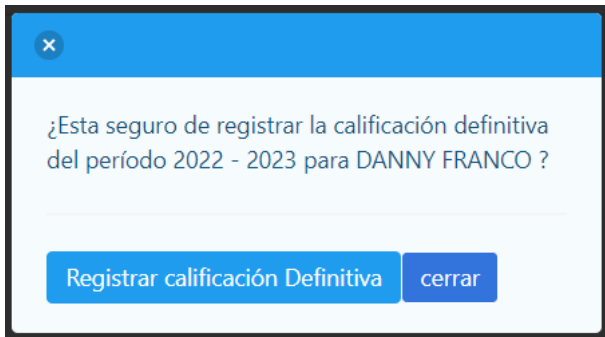 ¿Esta seguro de registrar la calificación definitiva
del período 2022 - 2023 para DANNY FRANCO ?
Registrar calificación Definitiva cerrar